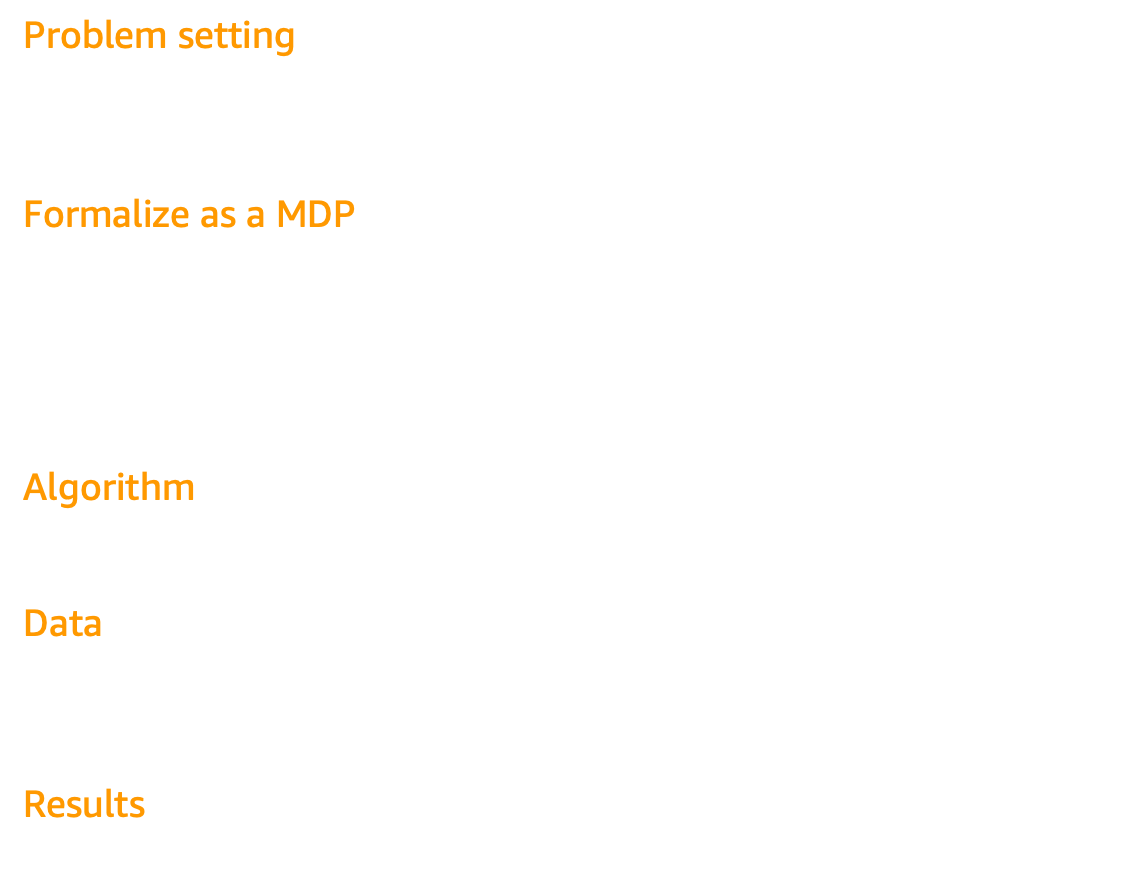 Problem setting
Formalize as a MDP
Algorithm
Data
Results